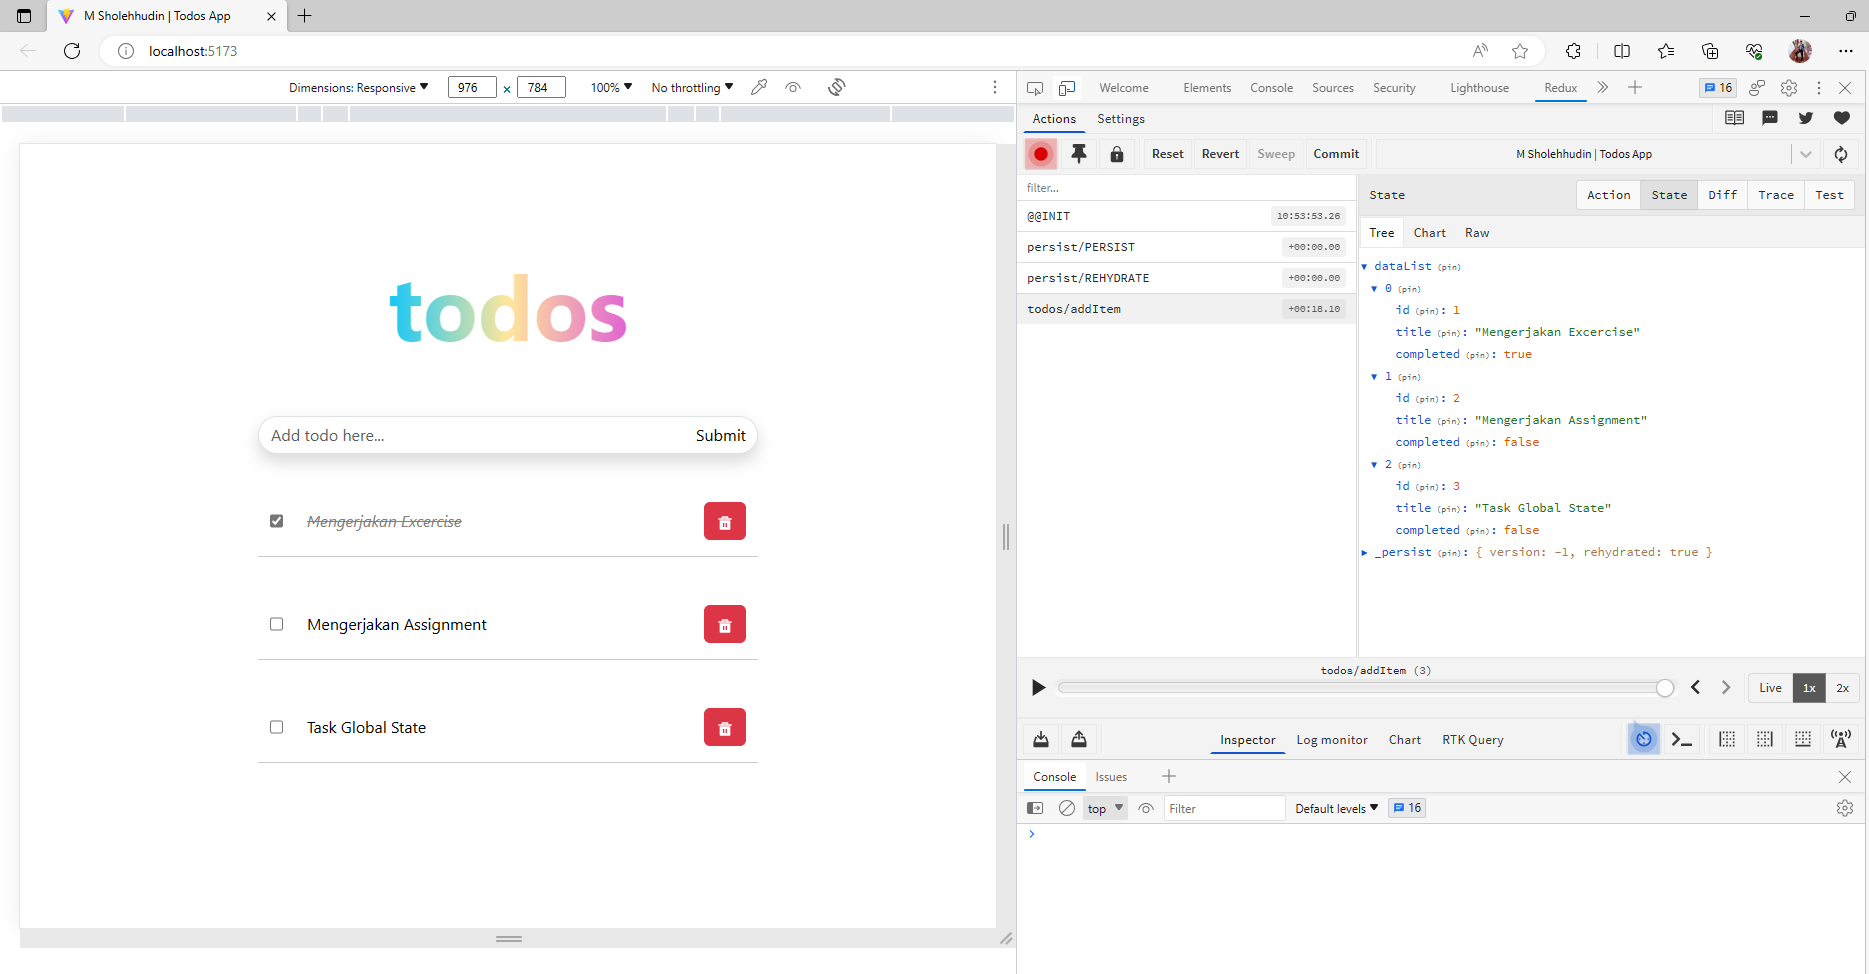 M Sholehhudin | Todos App
localhost:5173
Dimensions: Responsive 976 × 784 100% No throttling
Welcome Elements Console Sources Security Lighthouse Redux 16
Actions Settings
Reset Revert Sweep Commit M Sholehhudin | Todos App
filter...
@@INIT 10:53:53.26
persist/PERSIST +00:00.00
persist/REHYDRATE +00:00.00
todos/addItem +00:18.10
State Action State Diff Trace Test
Tree Chart Raw
dataList (pin)
0 (pin)
id (pin): 1
title (pin): "Mengerjakan Excercise"
completed (pin): true
1 (pin)
id (pin): 2
title (pin): "Mengerjakan Assignment"
completed (pin): false
2 (pin)
id (pin): 3
title (pin): "Task Global State"
completed (pin): false
_persist (pin): { version: -1, rehydrated: true }
todos/addItem (3)
Live 1x 2x
Inspector Log monitor Chart RTK Query
Console Issues
top Filter Default levels 16
todos
Add todo here... Submit
Mengerjakan Excercise
Mengerjakan Assignment
Task Global State